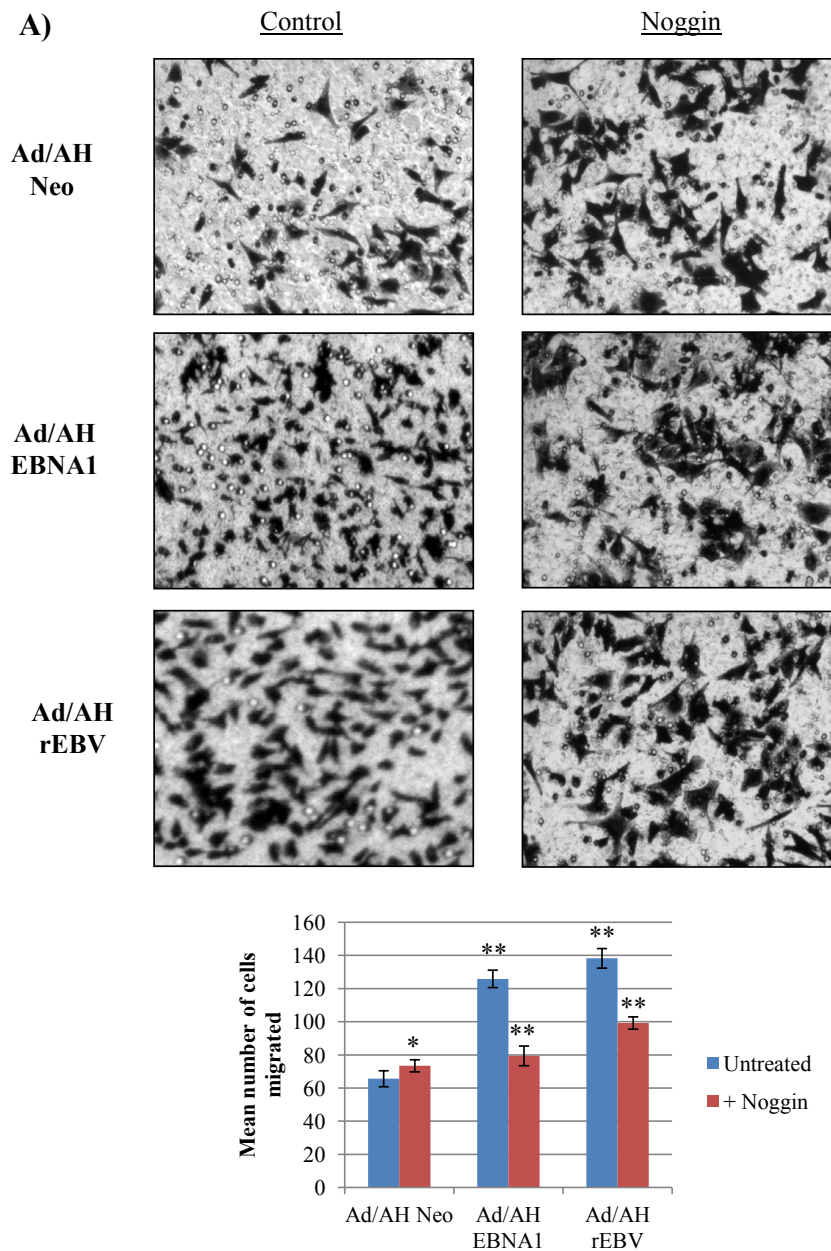 A)
Control
Noggin
Ad/AH
Neo
Ad/AH
EBNA1
Ad/AH
rEBV
Mean number of cells
migrated
160
140
120
100
80
60
40
20
0
*
**
**
**
**
Ad/AH Neo
Ad/AH
EBNA1
Ad/AH
rEBV
Untreated
+ Noggin